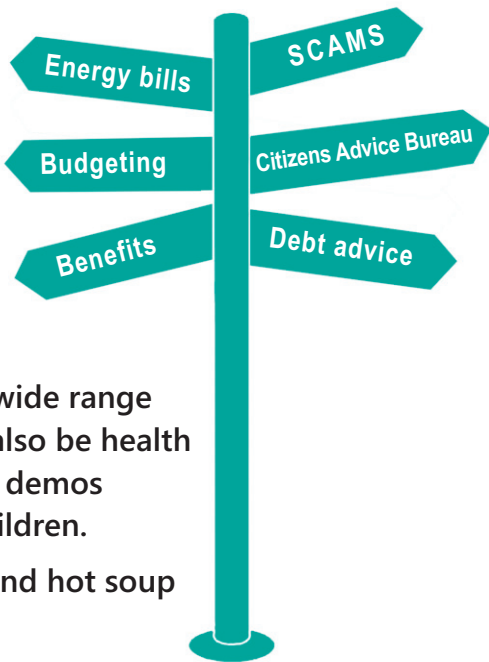 Energy bills
SCAMS
Budgeting
Citizens Advice Bureau
Benefits
Debt advice
wide range
also be health
demos
ildren.
nd hot soup